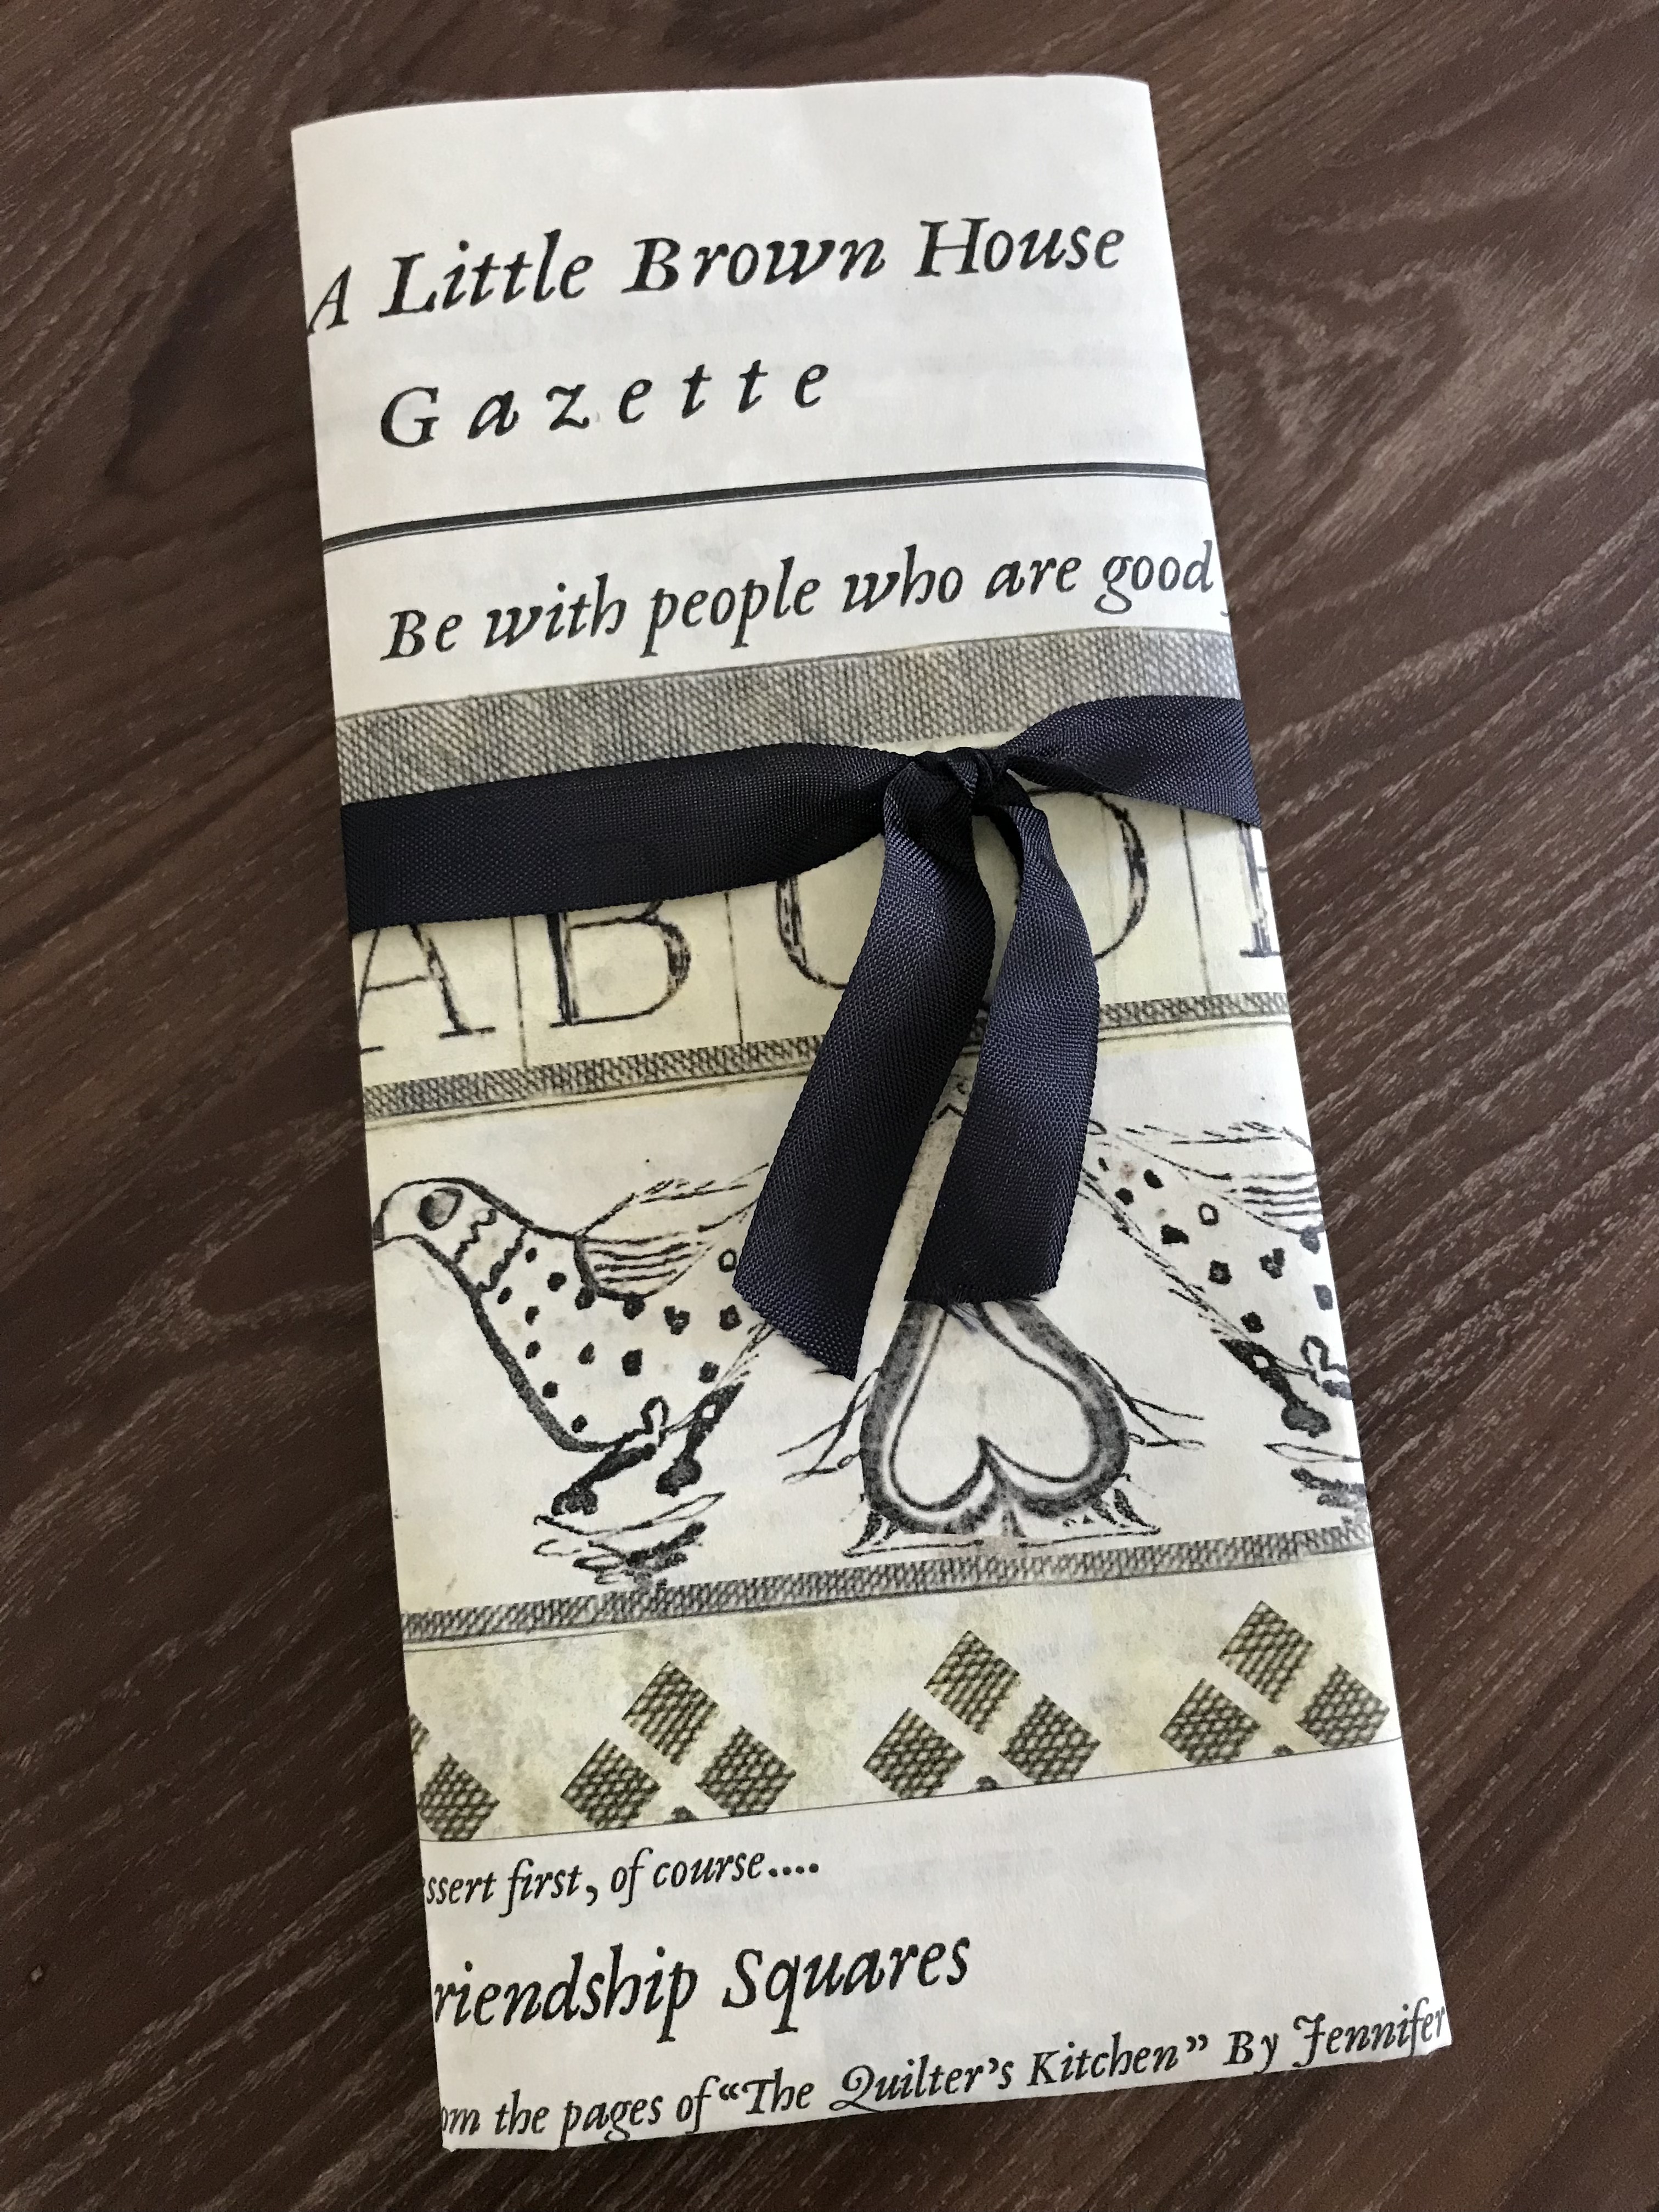 A Little Brown House
Gazette
Be with people who are good
A B C D
ssert first, of course....
riendship Squares
om the pages of “The Quilter’s Kitchen” By Jennifer